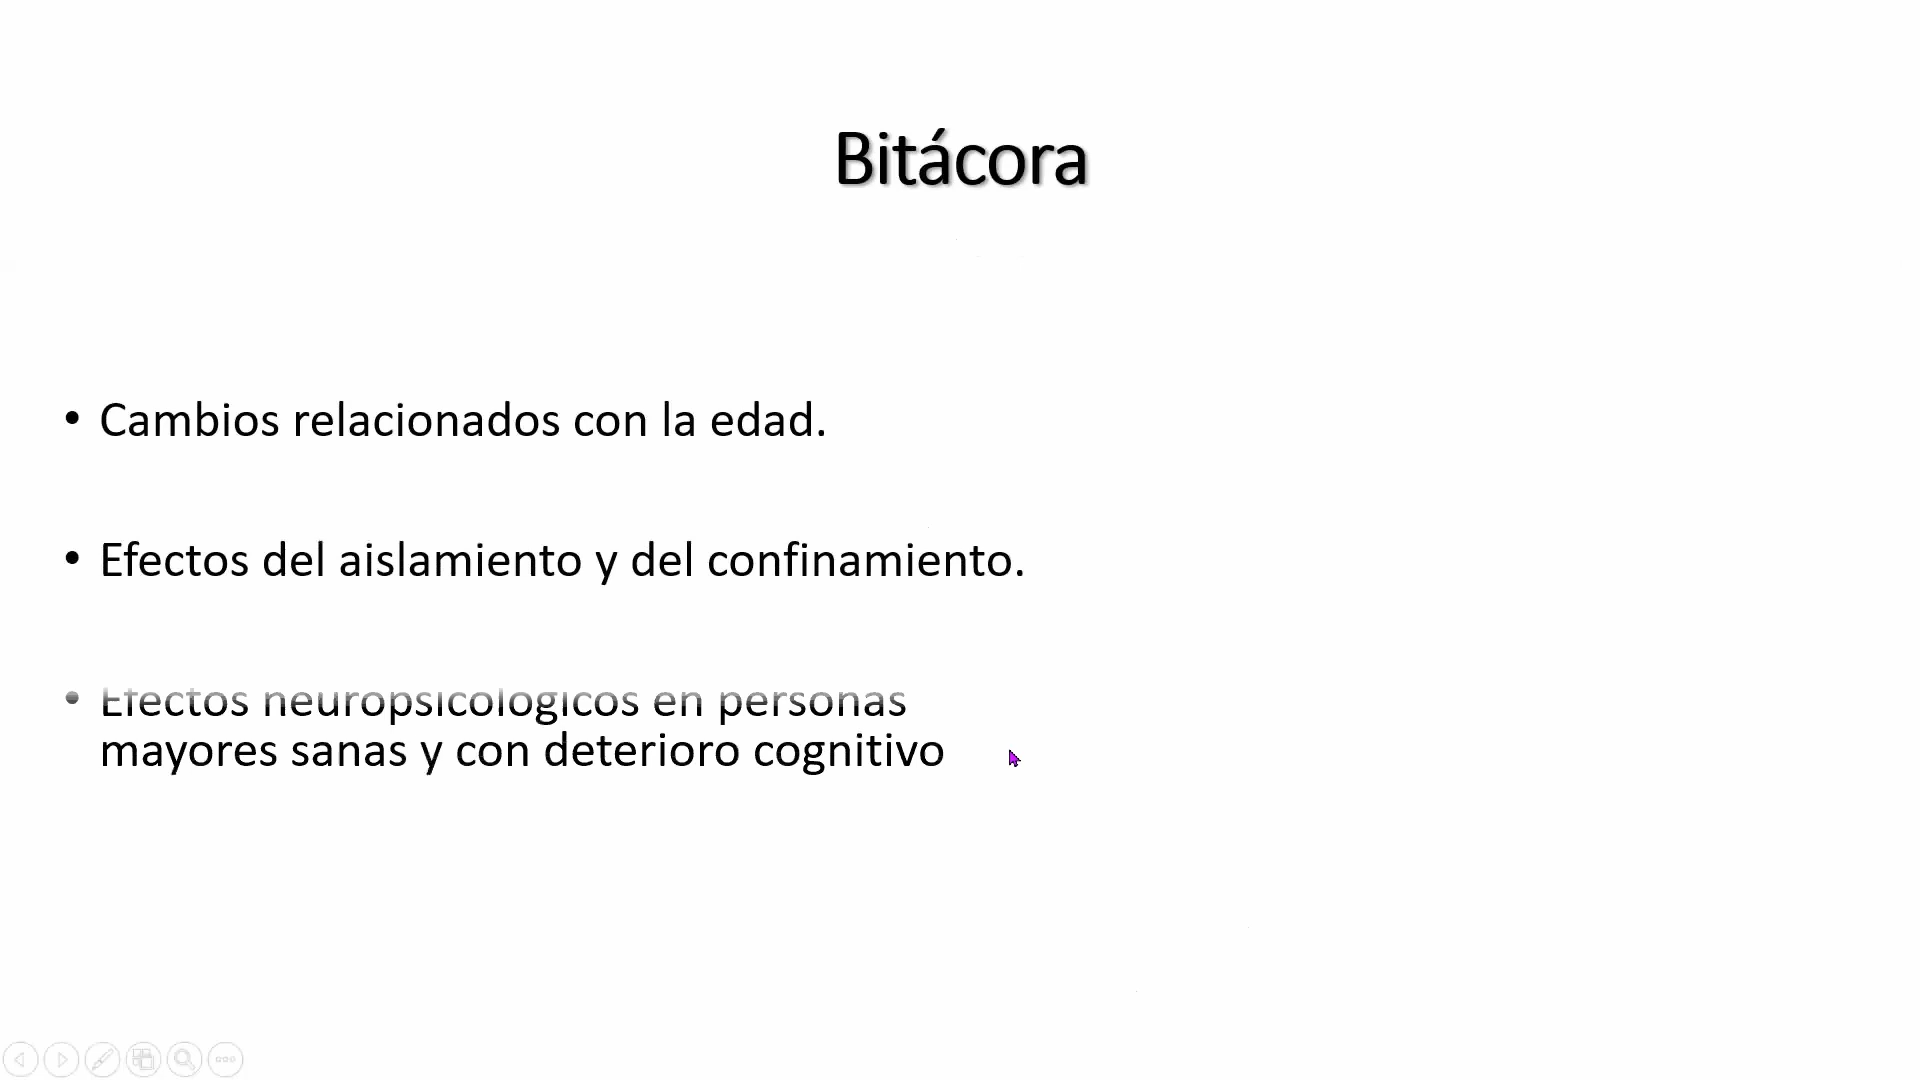 Bitácora
• Cambios relacionados con la edad.
• Efectos del aislamiento y del confinamiento.
• Efectos neuropsicológicos en personas
mayores sanas y con deterioro cognitivo